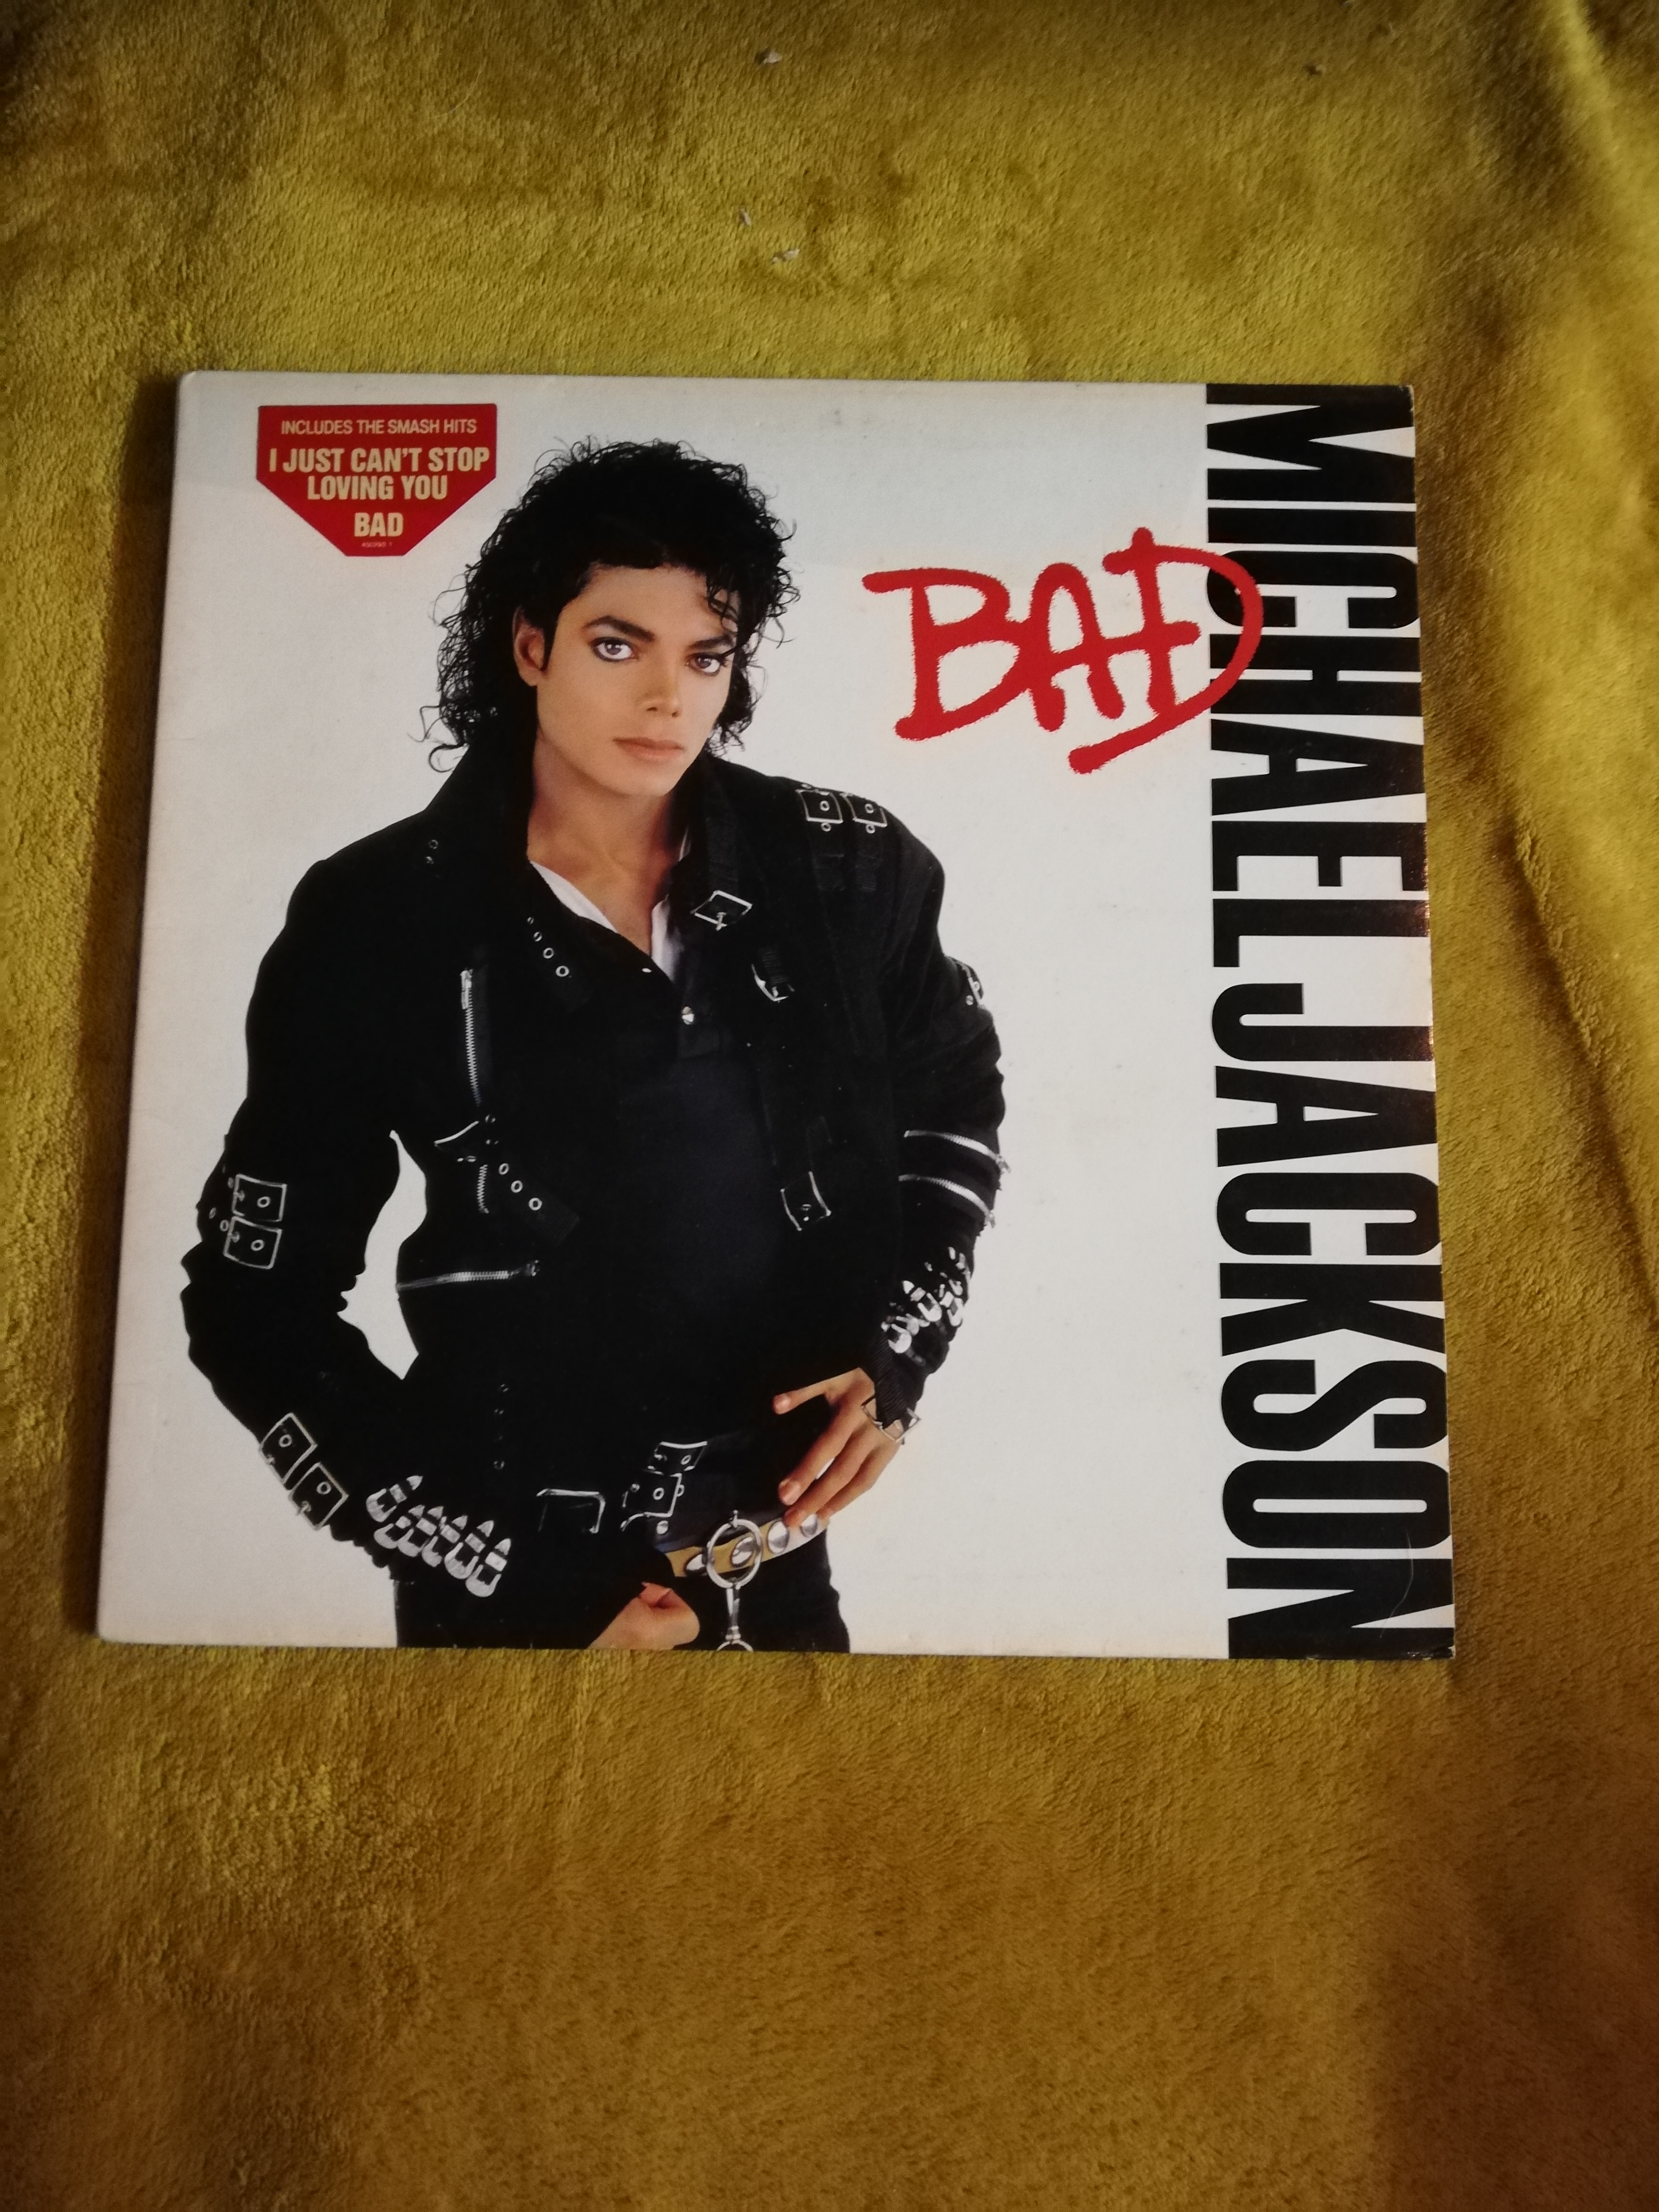 INCLUDES THE SMASH HITS
I JUST CAN'T STOP
LOVING YOU
BAD
BAD
MICHAEL JACKSON